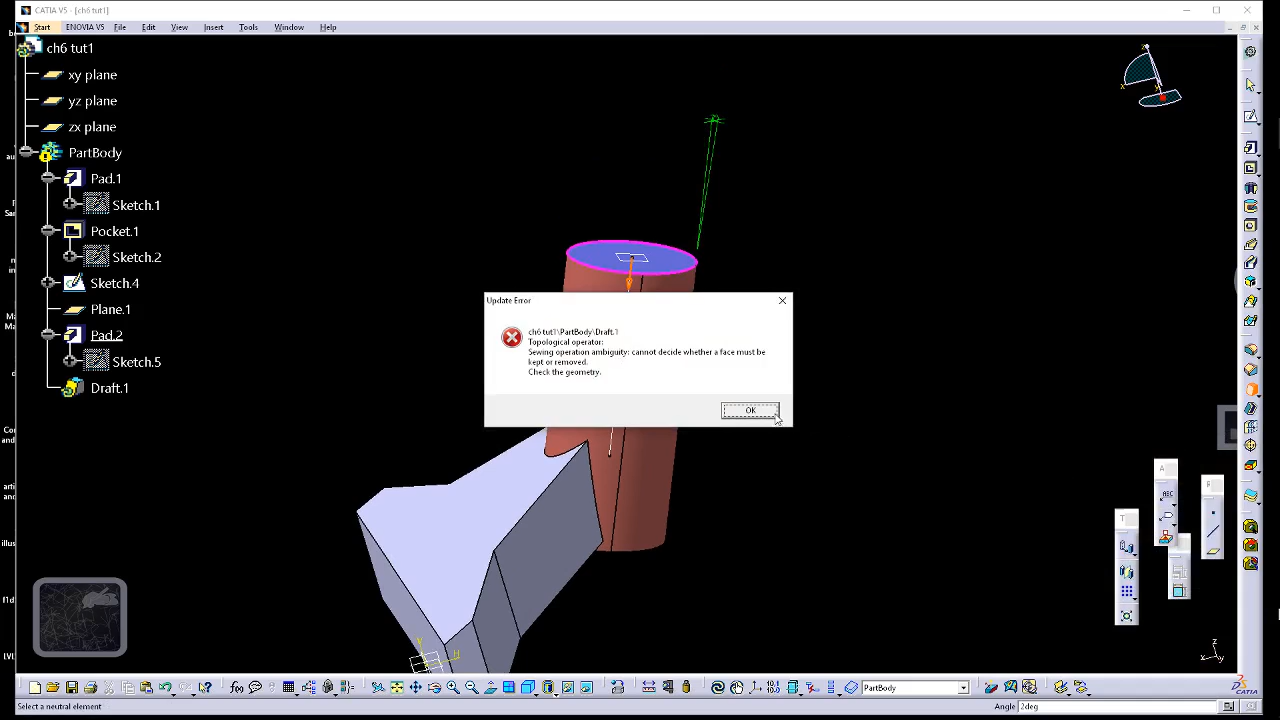 CATIA V5 - [ch6 tut1]
Start ENOVIA V5 File Edit View Insert Tools Window Help
ch6 tut1
xy plane
yz plane
zx plane
PartBody
Pad.1
Sketch.1
Pocket.1
Sketch.2
Sketch.4
Plane.1
Pad.2
Sketch.5
Draft.1
Update Error
ch6 tut1\PartBody\Draft.1
Topological operator:
Sewing operation ambiguity: cannot decide whether a face must be
kept or removed.
Check the geometry.
OK
PartBody
Select a neutral element
Angle 2deg
CATIA